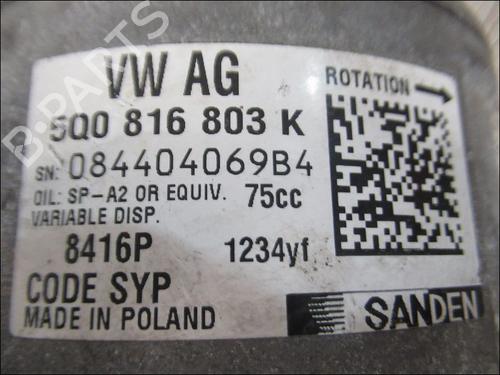 VW AG
ROTATION
5Q0 816 803 K
SN: 084404069B4
OIL: SP-A2 OR EQUIV. 75cc
VARIABLE DISP.
8416P 1234yf
CODE SYP
MADE IN POLAND
SANDEN
B-PARTS